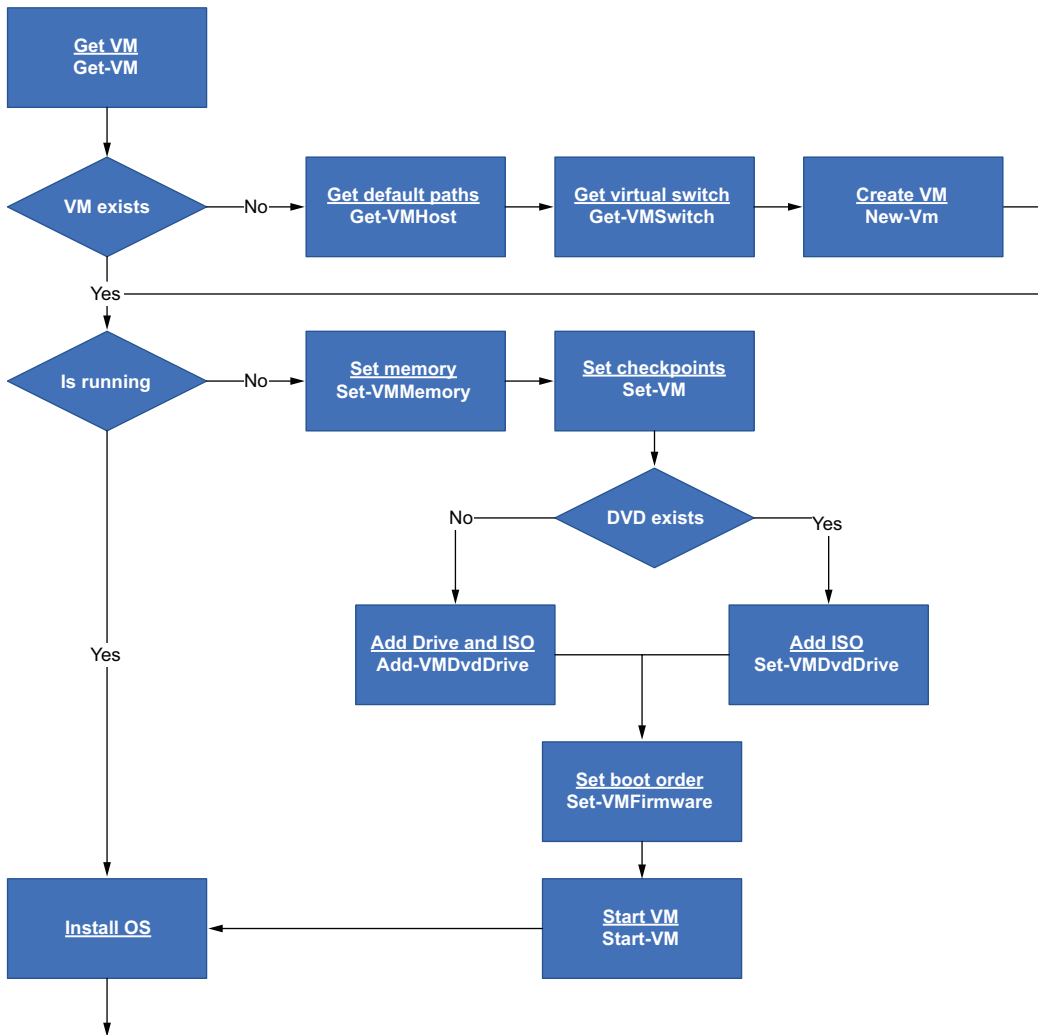 Get VM
Get-VM
VM exists
No
Get default paths
Get-VMHost
Get virtual switch
Get-VMSwitch
Create VM
New-Vm
Yes
Is running
No
Set memory
Set-VMMemory
Set checkpoints
Set-VM
No
DVD exists
Yes
Yes
Add Drive and ISO
Add-VMDvdDrive
Add ISO
Set-VMDvdDrive
Set boot order
Set-VMFirmware
Install OS
Start VM
Start-VM